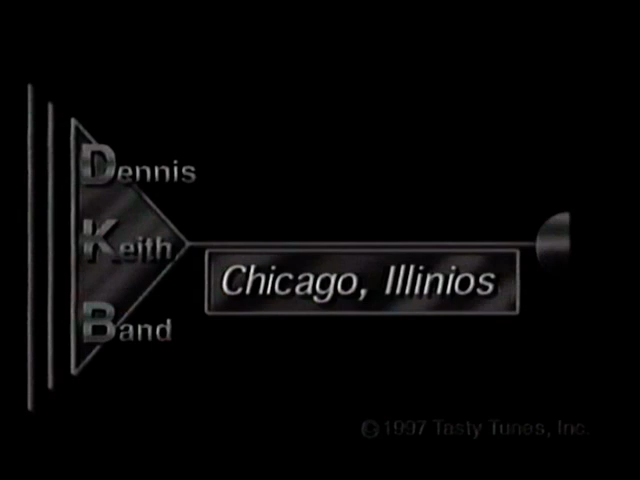 Dennis
Keith
Band
Chicago, Illinios
©1997 Tasty Tunes, Inc.